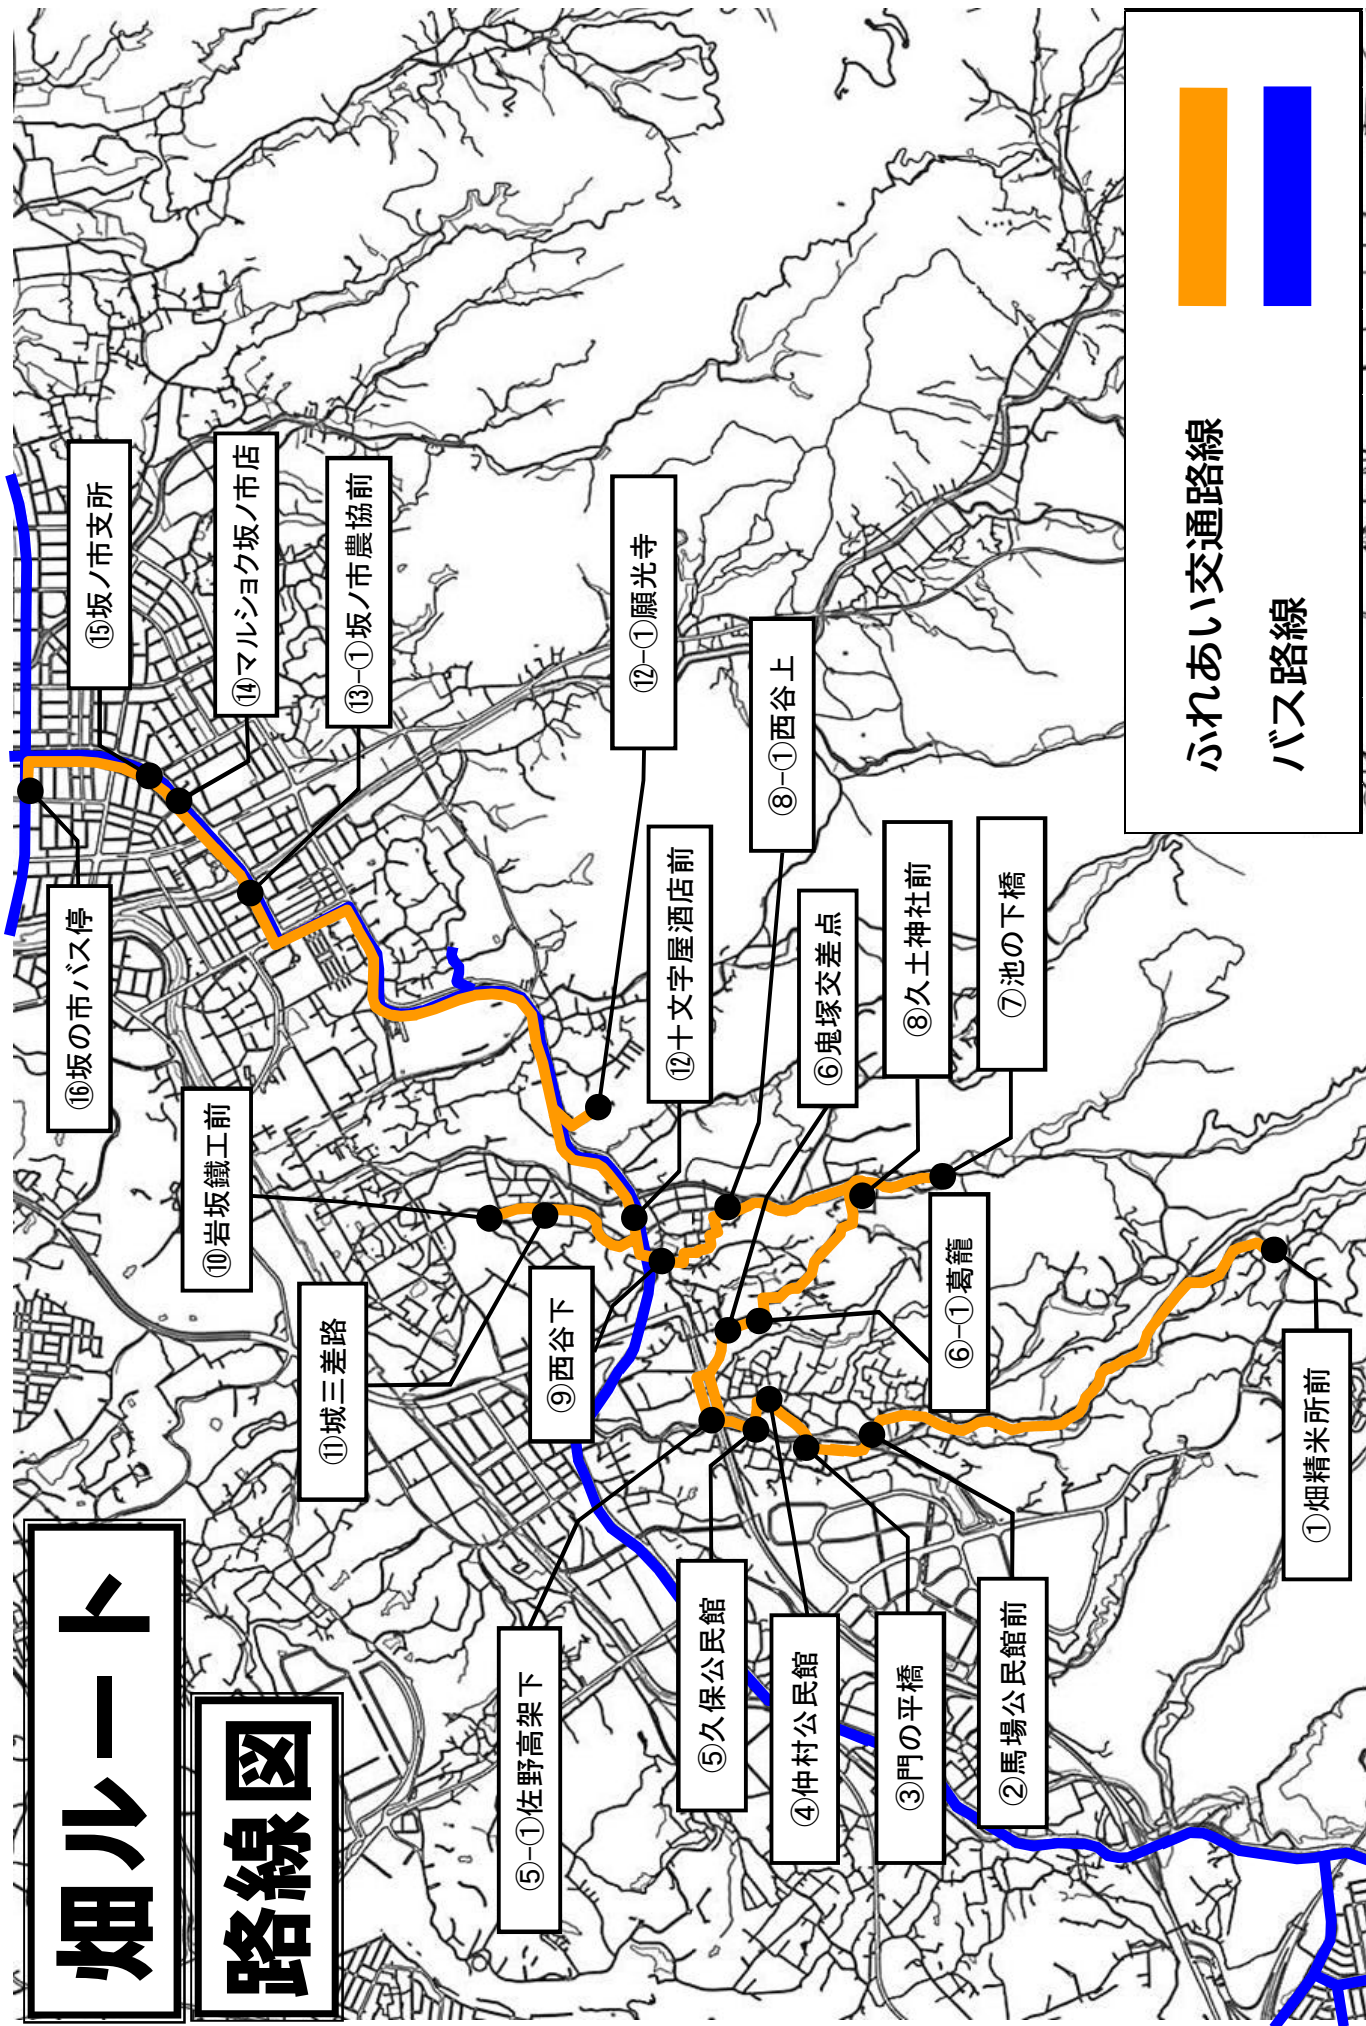 畑ルート
路線図
⑯坂の市バス停
⑮坂ノ市支所
⑩岩坂鐵工前
⑭マルショク坂ノ市店
⑪城三差路
⑬-①坂ノ市農協前
⑤-①佐野高架下
⑨西谷下
⑫-①願光寺
⑤久保公民館
⑫十文字屋酒店前
⑧-①西谷上
④仲村公民館
⑥鬼塚交差点
③門の平橋
⑧久土神社前
⑥-①葛籠
②馬場公民館前
⑦池の下橋
①畑精米所前
ふれあい交通路線
バス路線